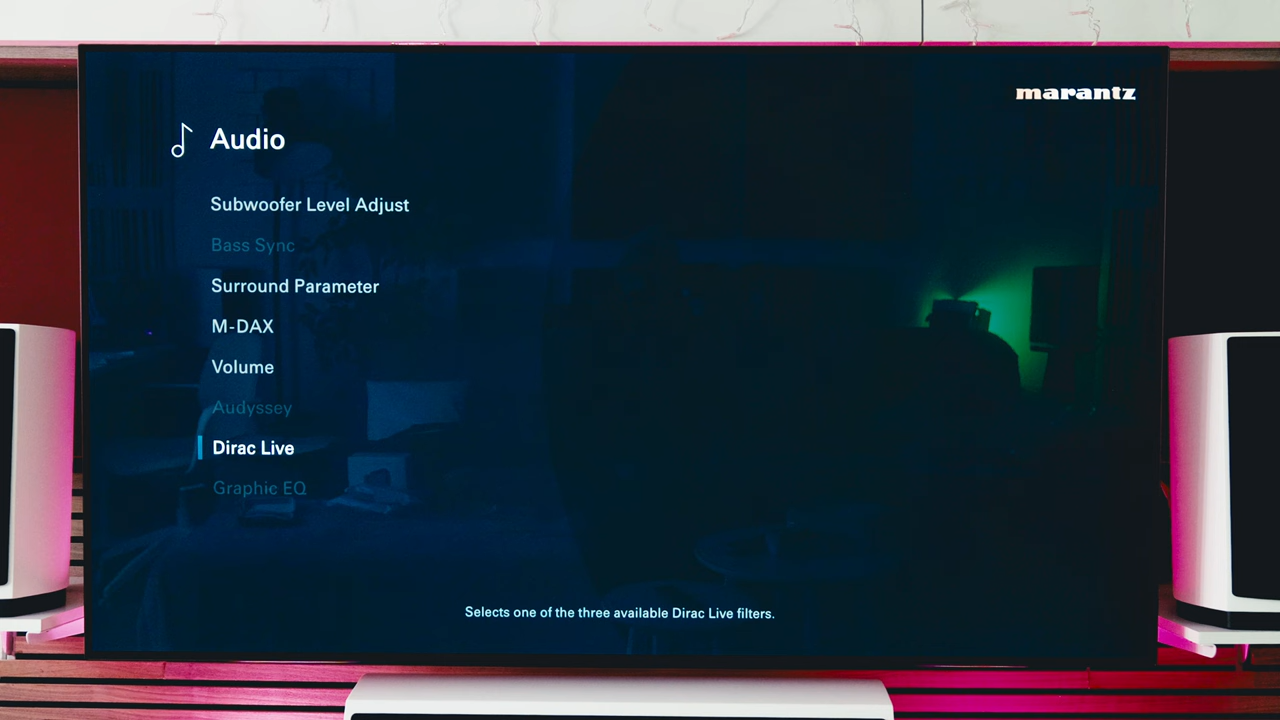 marantz
Audio
Subwoofer Level Adjust
Bass Sync
Surround Parameter
M-DAX
Volume
Audyssey
Dirac Live
Graphic EQ
Selects one of the three available Dirac Live filters.